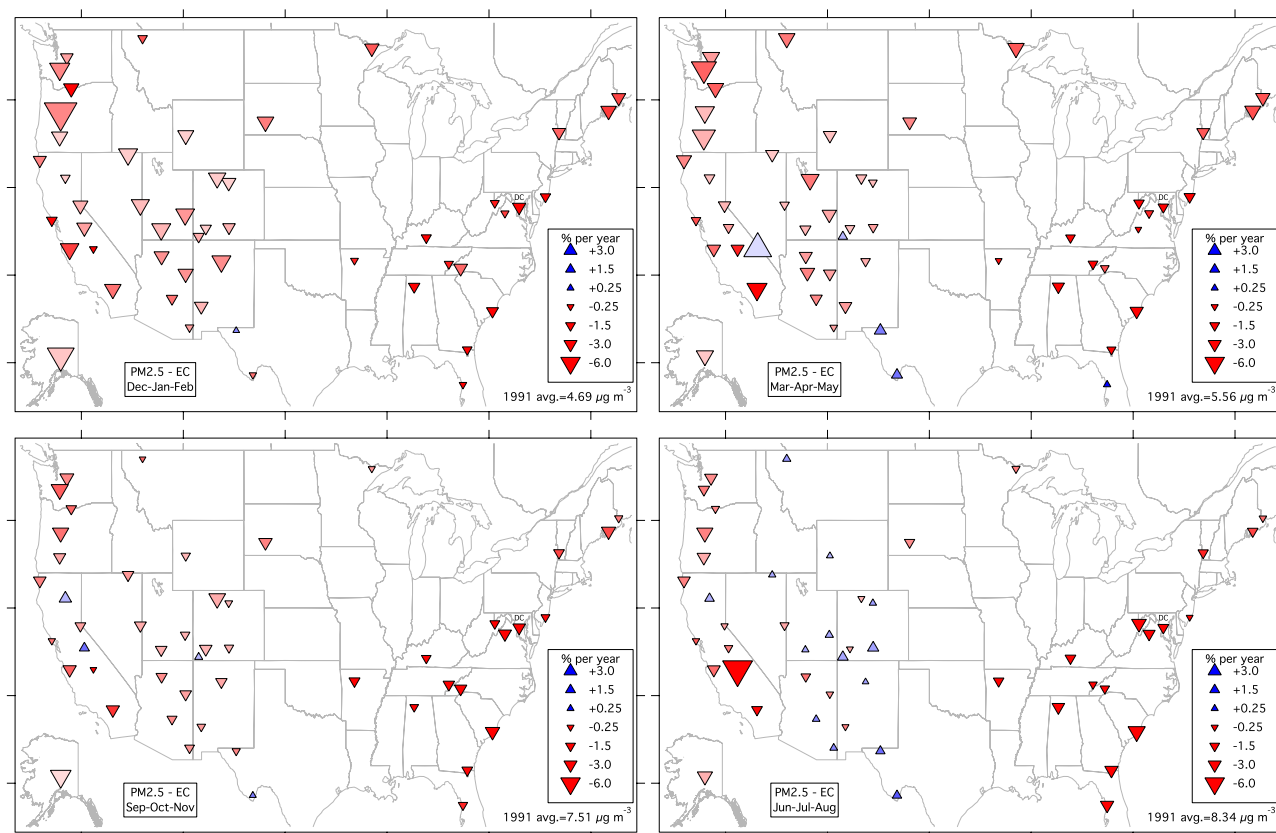 DC
% per year
+3.0
+1.5
+0.25
-0.25
-1.5
-3.0
-6.0
PM2.5 - EC
Dec-Jan-Feb
1991 avg.=4.69 µg m-3
DC
% per year
+3.0
+1.5
+0.25
-0.25
-1.5
-3.0
-6.0
PM2.5 - EC
Mar-Apr-May
1991 avg.=5.56 µg m-3
DC
% per year
+3.0
+1.5
+0.25
-0.25
-1.5
-3.0
-6.0
PM2.5 - EC
Sep-Oct-Nov
1991 avg.=7.51 µg m-3
DC
% per year
+3.0
+1.5
+0.25
-0.25
-1.5
-3.0
-6.0
PM2.5 - EC
Jun-Jul-Aug
1991 avg.=8.34 µg m-3